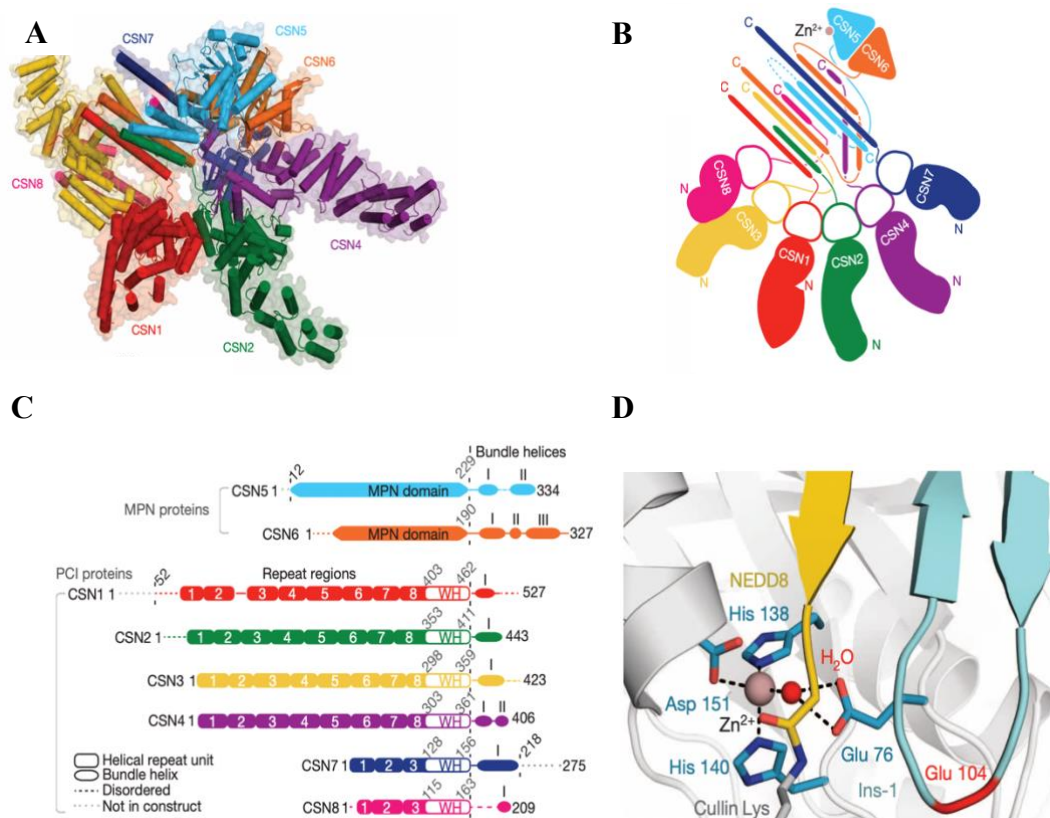 A
CSN7
CSN5
CSN6
CSN8
CSN4
CSN1
CSN2
B
Zn2+
CSN5
CSN6
C
C
C
C
C
C
C
CSN8
CSN3
CSN1
CSN2
CSN4
CSN7
N
N
N
N
N
N
C
12
229
Bundle helices
I II
MPN proteins
CSN5 1 MPN domain 334
190
I II III
CSN6 1 MPN domain 327
PCI proteins
52
Repeat regions
403 462
I
CSN1 1 1 2 3 4 5 6 7 8 WH 527
353 411
I
CSN2 1 1 2 3 4 5 6 7 8 WH 443
298 359
I
CSN3 1 1 2 3 4 5 6 7 8 WH 423
303 361
I II
CSN4 1 1 2 3 4 5 6 7 8 WH 406
128 156
I
218
CSN7 1 1 2 3 WH 275
115 163
I
CSN8 1 1 2 3 WH 209
Helical repeat unit
Bundle helix
Disordered
Not in construct
D
NEDD8
His 138
H2O
Asp 151
Zn2+
Glu 76
Glu 104
His 140
Ins-1
Cullin Lys